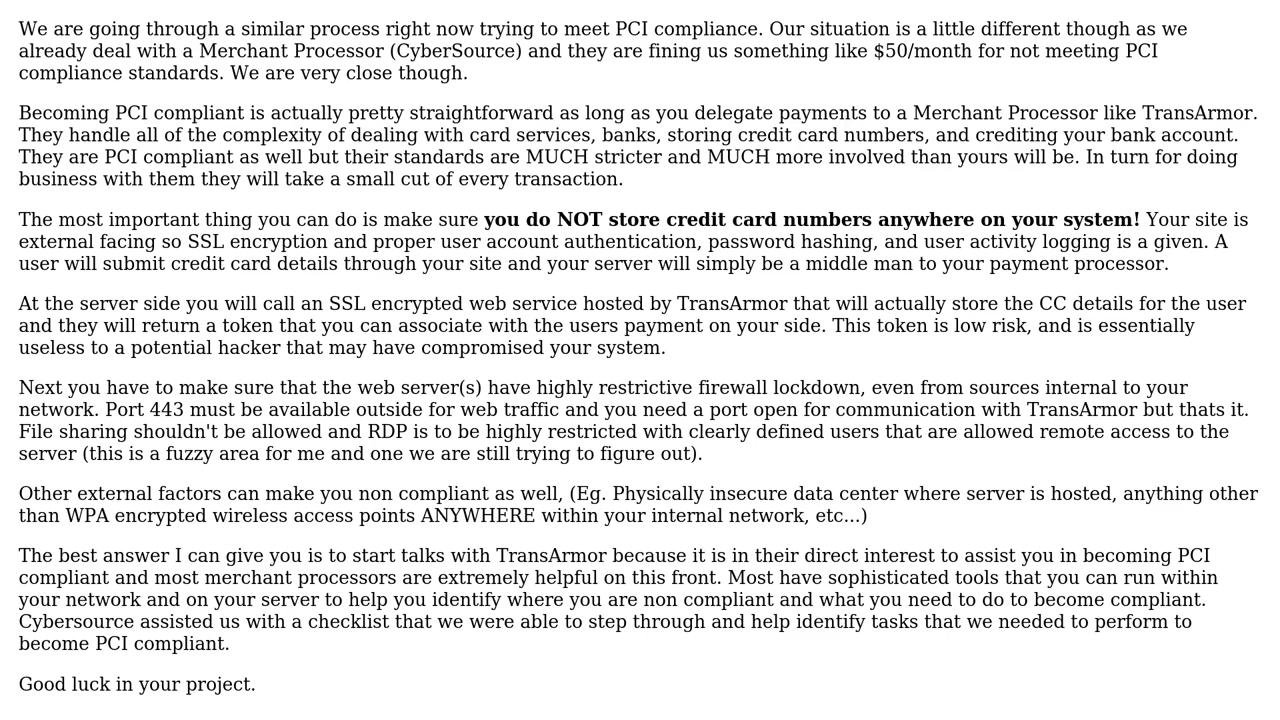 We are going through a similar process right now trying to meet PCI compliance. Our situation is a little different though as we
already deal with a Merchant Processor (CyberSource) and they are fining us something like $50/month for not meeting PCI
compliance standards. We are very close though.
Becoming PCI compliant is actually pretty straightforward as long as you delegate payments to a Merchant Processor like TransArmor.
They handle all of the complexity of dealing with card services, banks, storing credit card numbers, and crediting your bank account.
They are PCI compliant as well but their standards are MUCH stricter and MUCH more involved than yours will be. In turn for doing
business with them they will take a small cut of every transaction.
The most important thing you can do is make sure you do NOT store credit card numbers anywhere on your system! Your site is
external facing so SSL encryption and proper user account authentication, password hashing, and user activity logging is a given. A
user will submit credit card details through your site and your server will simply be a middle man to your payment processor.
At the server side you will call an SSL encrypted web service hosted by TransArmor that will actually store the CC details for the user
and they will return a token that you can associate with the users payment on your side. This token is low risk, and is essentially
useless to a potential hacker that may have compromised your system.
Next you have to make sure that the web server(s) have highly restrictive firewall lockdown, even from sources internal to your
network. Port 443 must be available outside for web traffic and you need a port open for communication with TransArmor but thats it.
File sharing shouldn't be allowed and RDP is to be highly restricted with clearly defined users that are allowed remote access to the
server (this is a fuzzy area for me and one we are still trying to figure out).
Other external factors can make you non compliant as well, (Eg. Physically insecure data center where server is hosted, anything other
than WPA encrypted wireless access points ANYWHERE within your internal network, etc...)
The best answer I can give you is to start talks with TransArmor because it is in their direct interest to assist you in becoming PCI
compliant and most merchant processors are extremely helpful on this front. Most have sophisticated tools that you can run within
your network and on your server to help you identify where you are non compliant and what you need to do to become compliant.
Cybersource assisted us with a checklist that we were able to step through and help identify tasks that we needed to perform to
become PCI compliant.
Good luck in your project.